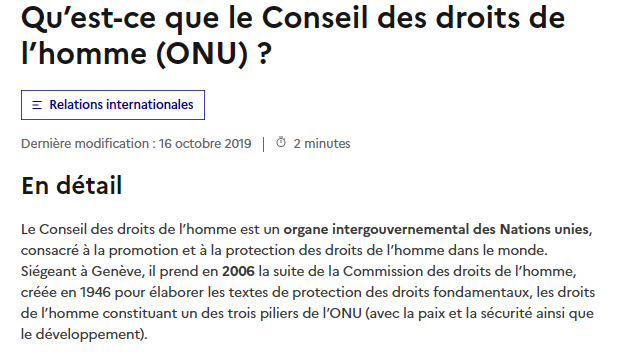 Qu’est-ce que le Conseil des droits de
l’homme (ONU) ?
Relations internationales
Dernière modification : 16 octobre 2019 | 2 minutes
En détail
Le Conseil des droits de l’homme est un organe intergouvernemental des Nations unies,
consacré à la promotion et à la protection des droits de l’homme dans le monde.
Siégeant à Genève, il prend en 2006 la suite de la Commission des droits de l’homme,
créée en 1946 pour élaborer les textes de protection des droits fondamentaux, les droits
de l’homme constituant un des trois piliers de l’ONU (avec la paix et la sécurité ainsi que
le développement).